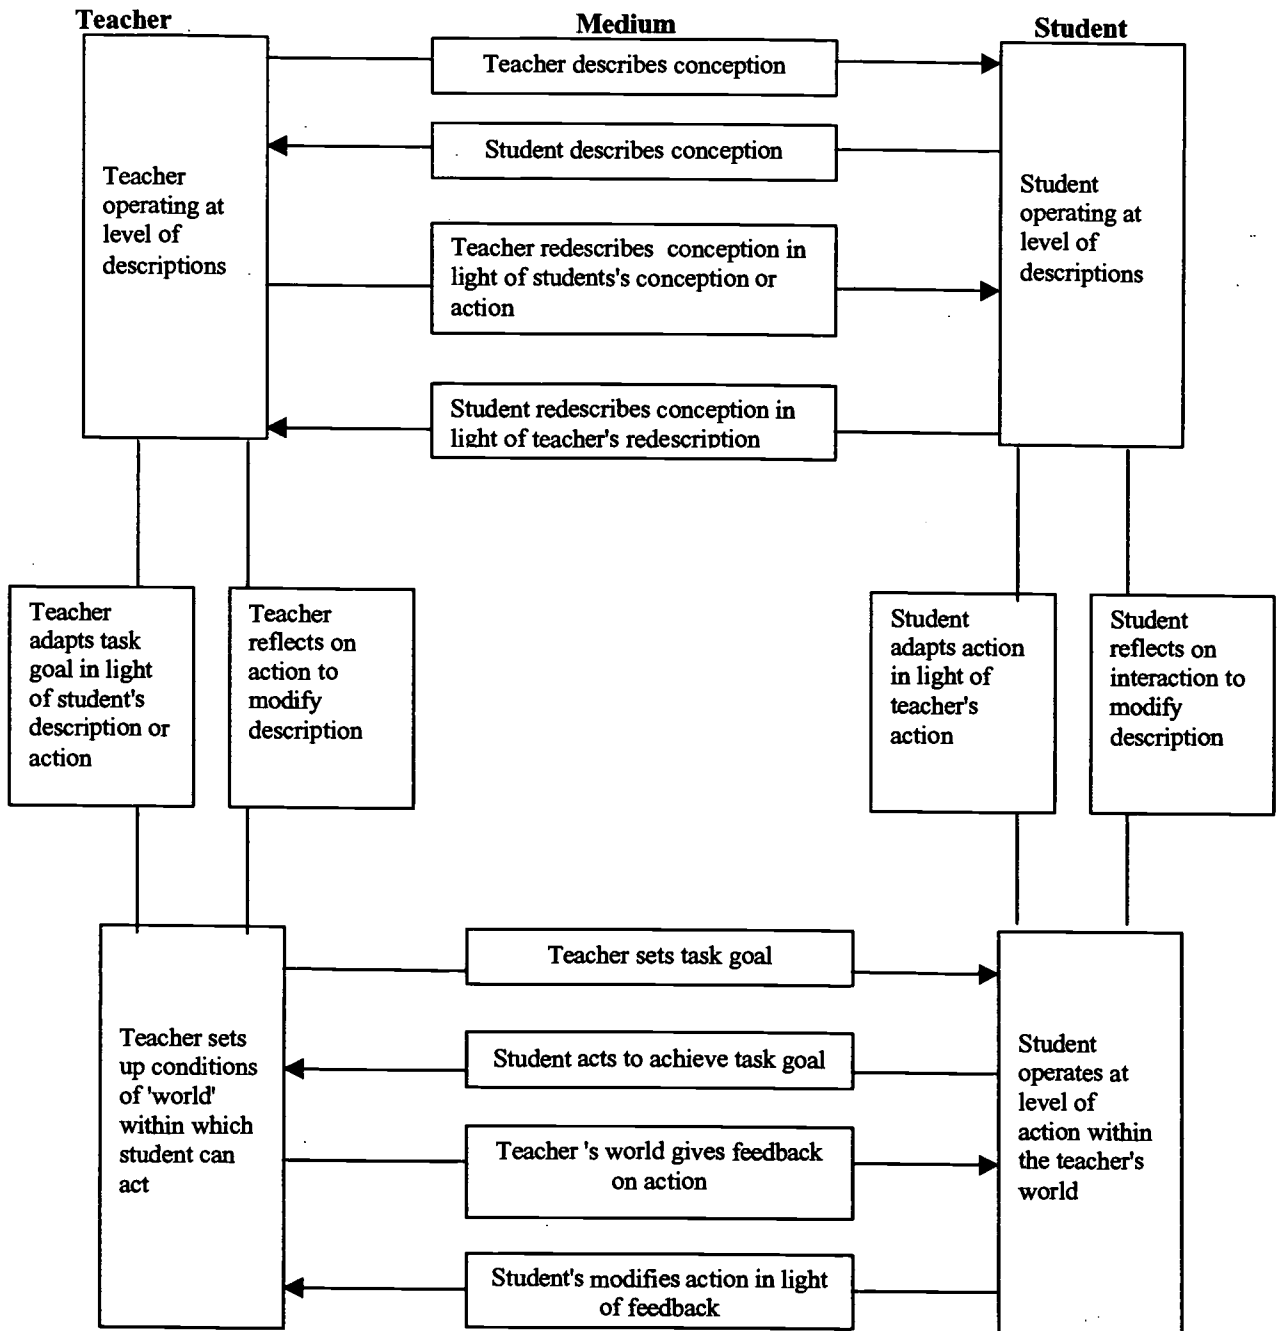 Teacher
Medium
Student
Teacher describes conception
Student describes conception
Teacher
operating at
level of
descriptions
Student
operating at
level of
descriptions
Teacher redescribes conception in
light of students's conception or
action
Student redescribes conception in
light of teacher's redescription
Teacher
adapts task
goal in light
of student's
description or
action
Teacher
reflects on
action to
modify
description
Student
adapts action
in light of
teacher's
action
Student
reflects on
interaction to
modify
description
Teacher sets task goal
Student acts to achieve task goal
Teacher sets
up conditions
of 'world'
within which
student can
act
Student
operates at
level of
action within
the teacher's
world
Teacher 's world gives feedback
on action
Student's modifies action in light
of feedback